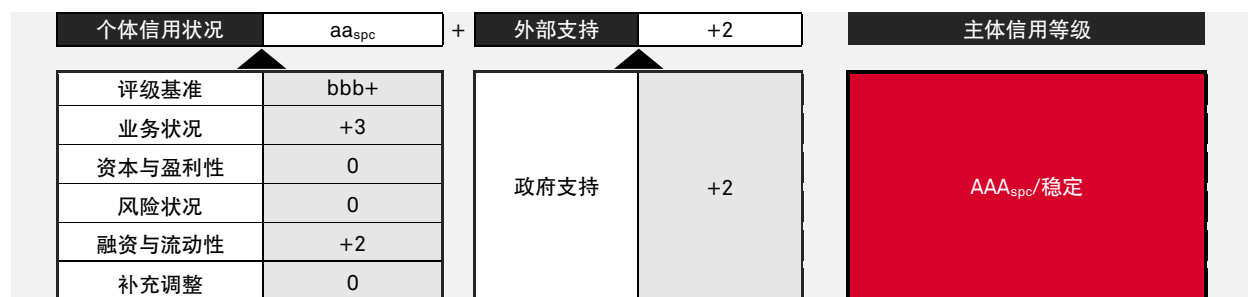 个体信用状况 aaspc + 外部支持 +2 主体信用等级
评级基准 bbb+
业务状况 +3
资本与盈利性 0
风险状况 0
融资与流动性 +2
补充调整 0
政府支持 +2
AAAspc/稳定